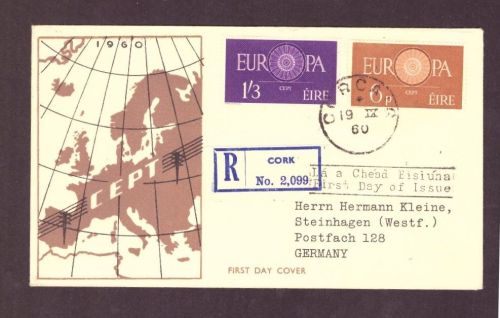 1960
CEPT
EUROPA
1/3
CEPT
ÉIRE
EUROPA
6p
CEPT
ÉIRE
CORCAIGH
19 IX
60
R
CORK
No. 2,099
Lá a Chéad Eisiúna
First Day of Issue
Herrn Hermann Kleine,
Steinhagen (Westf.)
Postfach 128
GERMANY
FIRST DAY COVER